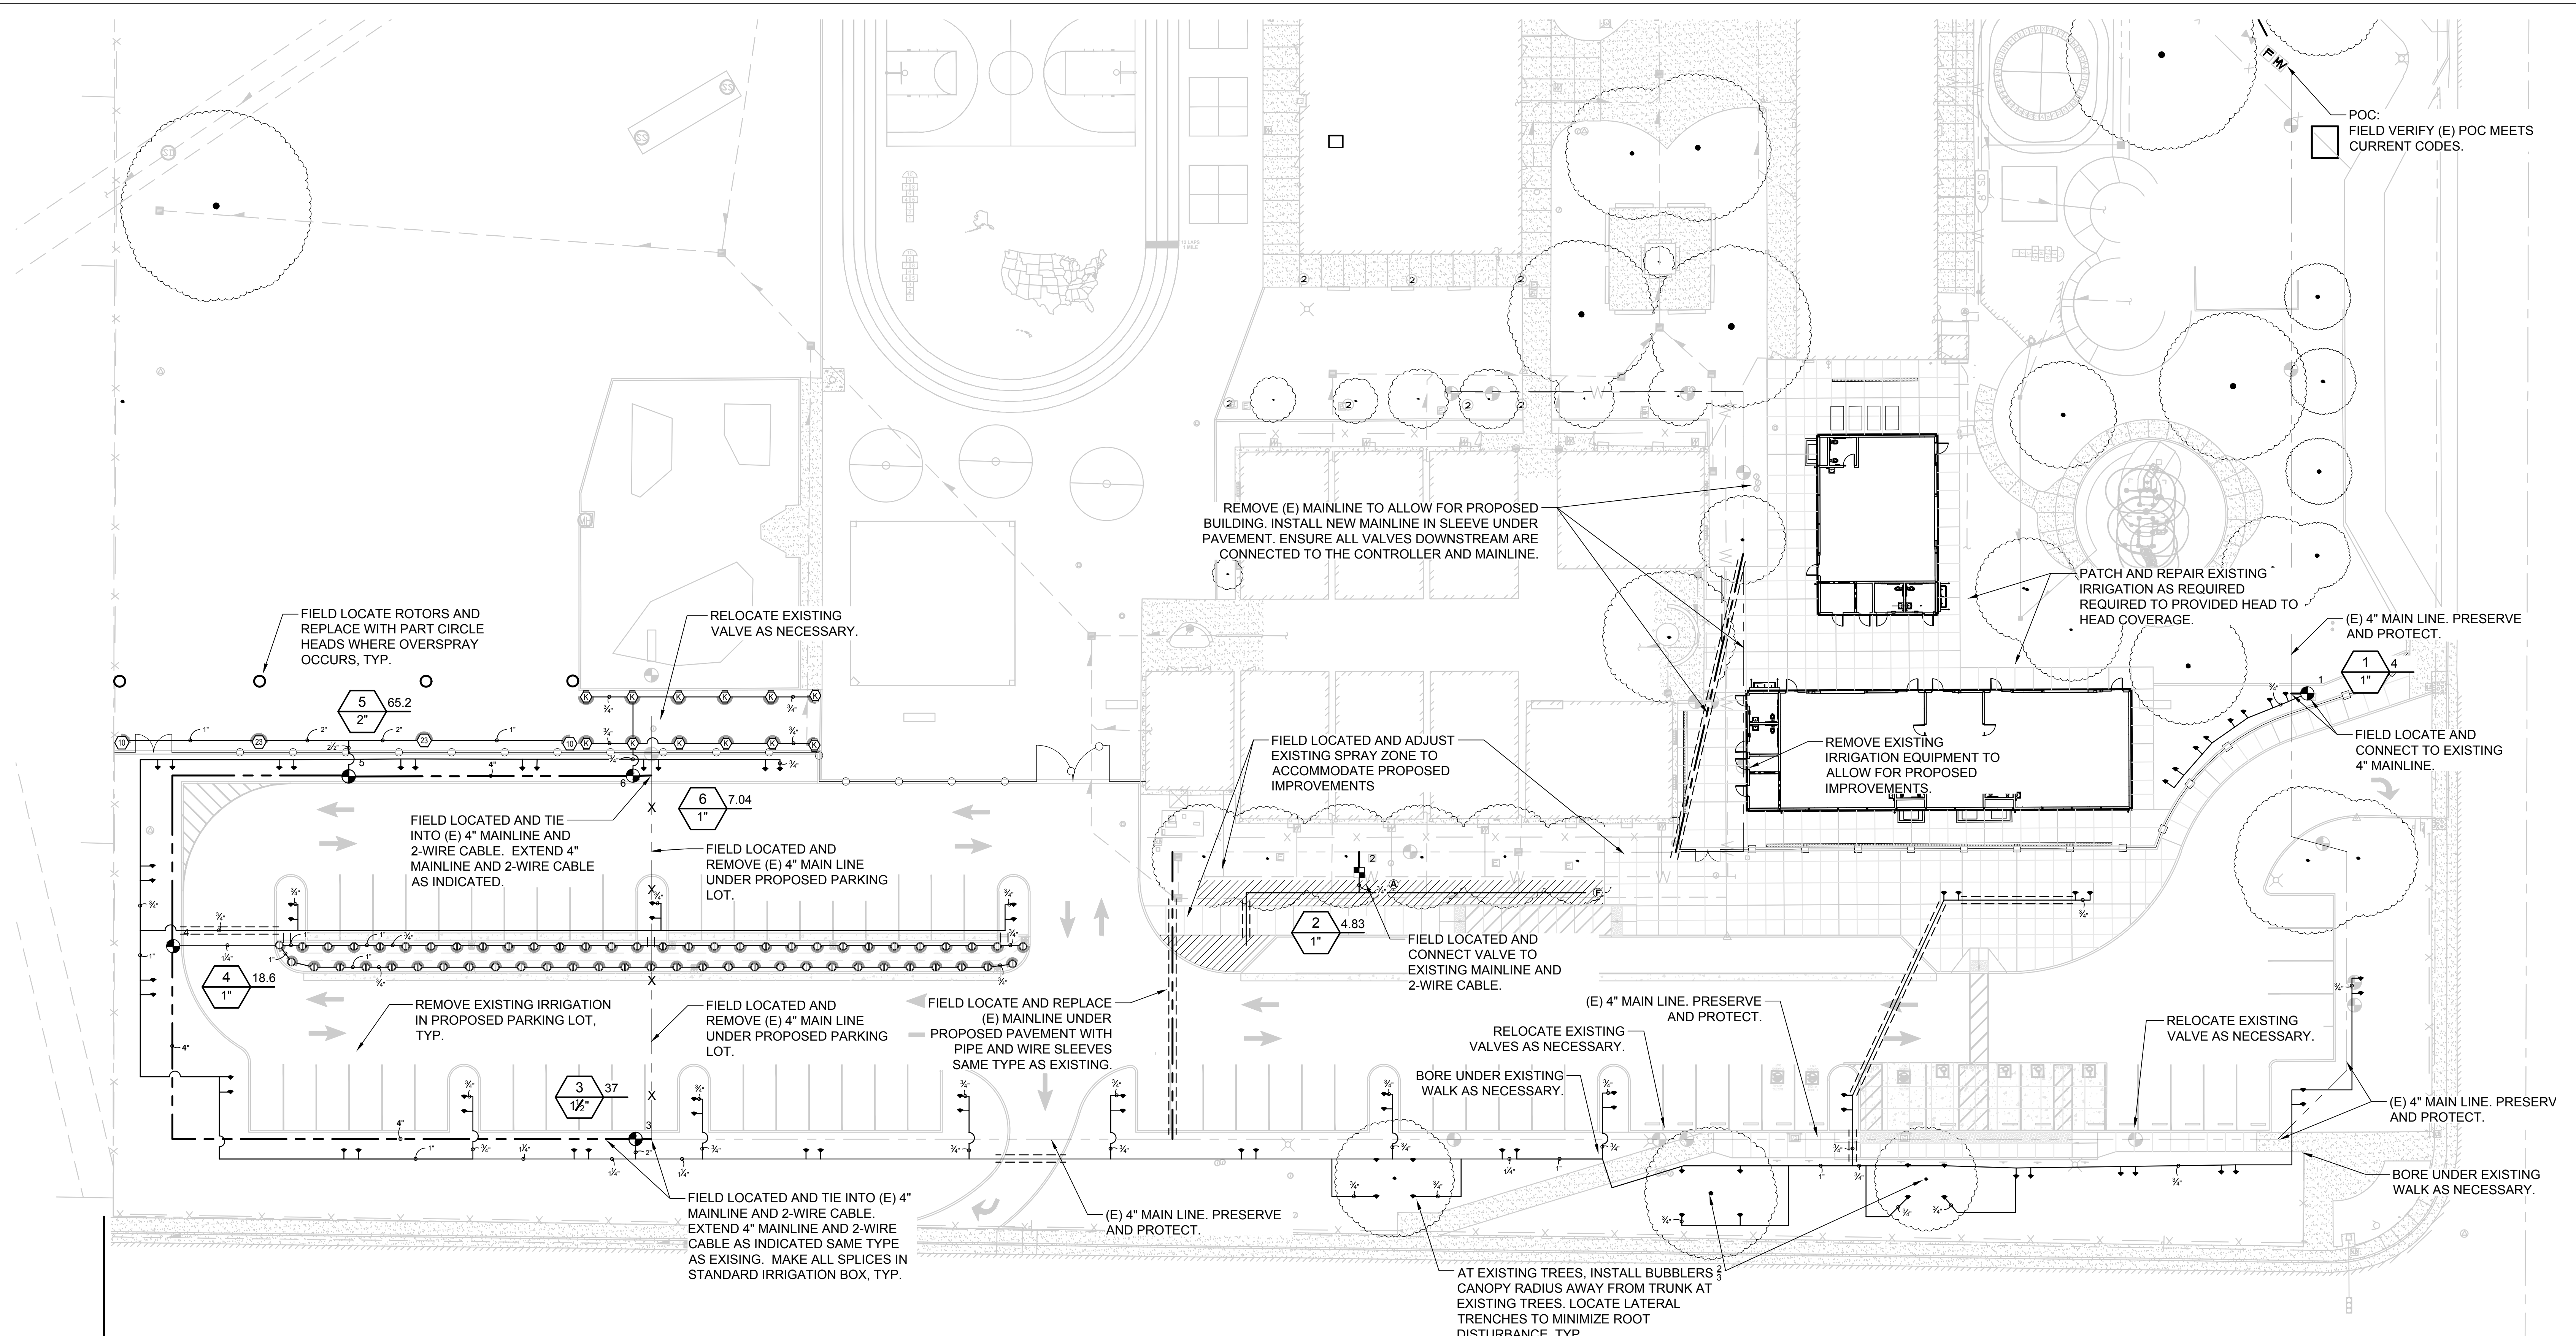 POC:
FIELD VERIFY (E) POC MEETS
CURRENT CODES.
12 LAPS
1 MILE
REMOVE (E) MAINLINE TO ALLOW FOR PROPOSED
BUILDING. INSTALL NEW MAINLINE IN SLEEVE UNDER
PAVEMENT. ENSURE ALL VALVES DOWNSTREAM ARE
CONNECTED TO THE CONTROLLER AND MAINLINE.
PATCH AND REPAIR EXISTING
IRRIGATION AS REQUIRED
REQUIRED TO PROVIDED HEAD TO
HEAD COVERAGE.
(E) 4" MAIN LINE. PRESERVE
AND PROTECT.
1 4
1"
FIELD LOCATE ROTORS AND
REPLACE WITH PART CIRCLE
HEADS WHERE OVERSPRAY
OCCURS, TYP.
RELOCATE EXISTING
VALVE AS NECESSARY.
5 65.2
2"
6 7.04
1"
FIELD LOCATED AND TIE
INTO (E) 4" MAINLINE AND
2-WIRE CABLE. EXTEND 4"
MAINLINE AND 2-WIRE CABLE
AS INDICATED.
FIELD LOCATED AND
REMOVE (E) 4" MAIN LINE
UNDER PROPOSED PARKING
LOT.
FIELD LOCATED AND ADJUST
EXISTING SPRAY ZONE TO
ACCOMMODATE PROPOSED
IMPROVEMENTS
REMOVE EXISTING
IRRIGATION EQUIPMENT TO
ALLOW FOR PROPOSED
IMPROVEMENTS.
FIELD LOCATE AND
CONNECT TO EXISTING
4" MAINLINE.
2 4.83
1"
FIELD LOCATED AND
CONNECT VALVE TO
EXISTING MAINLINE AND
2-WIRE CABLE.
4 18.6
1"
REMOVE EXISTING IRRIGATION
IN PROPOSED PARKING LOT,
TYP.
FIELD LOCATED AND
REMOVE (E) 4" MAIN LINE
UNDER PROPOSED PARKING
LOT.
FIELD LOCATE AND REPLACE
(E) MAINLINE UNDER
PROPOSED PAVEMENT WITH
PIPE AND WIRE SLEEVES
SAME TYPE AS EXISTING.
(E) 4" MAIN LINE. PRESERVE
AND PROTECT.
RELOCATE EXISTING
VALVES AS NECESSARY.
BORE UNDER EXISTING
WALK AS NECESSARY.
RELOCATE EXISTING
VALVE AS NECESSARY.
3 37
1½"
(E) 4" MAIN LINE. PRESERV
AND PROTECT.
BORE UNDER EXISTING
WALK AS NECESSARY.
FIELD LOCATED AND TIE INTO (E) 4"
MAINLINE AND 2-WIRE CABLE.
EXTEND 4" MAINLINE AND 2-WIRE
CABLE AS INDICATED SAME TYPE
AS EXISING. MAKE ALL SPLICES IN
STANDARD IRRIGATION BOX, TYP.
(E) 4" MAIN LINE. PRESERVE
AND PROTECT.
AT EXISTING TREES, INSTALL BUBBLERS 2/3
CANOPY RADIUS AWAY FROM TRUNK AT
EXISTING TREES. LOCATE LATERAL
TRENCHES TO MINIMIZE ROOT
DISTURBANCE, TYP.